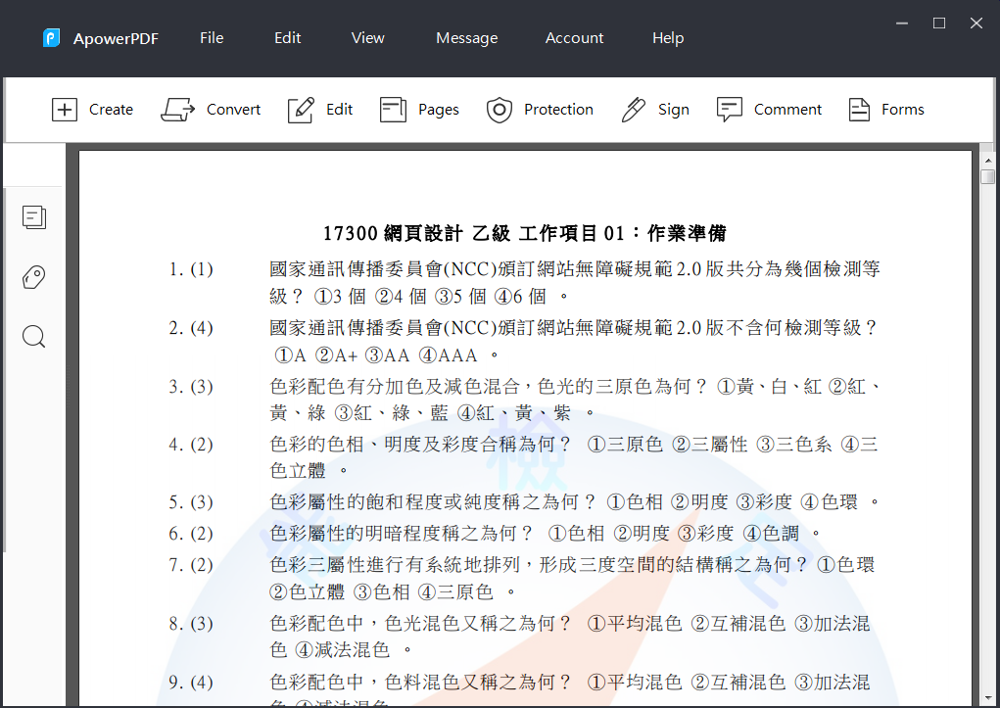 ApowerPDF File Edit View Message Account Help
Create Convert Edit Pages Protection Sign Comment Forms
17300 網頁設計 乙級 工作項目 01：作業準備
1. (1) 國家通訊傳播委員會(NCC)頒訂網站無障礙規範 2.0 版共分為幾個檢測等
級？ ①3 個 ②4 個 ③5 個 ④6 個 。
2. (4) 國家通訊傳播委員會(NCC)頒訂網站無障礙規範 2.0 版不含何檢測等級？
①A ②A+ ③AA ④AAA 。
3. (3) 色彩配色有分加色及減色混合，色光的三原色為何？ ①黃、白、紅 ②紅、
黃、綠 ③紅、綠、藍 ④紅、黃、紫 。
4. (2) 色彩的色相、明度及彩度合稱為何？ ①三原色 ②三屬性 ③三色系 ④三
色立體 。
5. (3) 色彩屬性的飽和程度或純度稱之為何？ ①色相 ②明度 ③彩度 ④色環 。
6. (2) 色彩屬性的明暗程度稱之為何？ ①色相 ②明度 ③彩度 ④色調 。
7. (2) 色彩三屬性進行有系統地排列，形成三度空間的結構稱之為何？ ①色環
②色立體 ③色相 ④三原色 。
8. (3) 色彩配色中，色光混色又稱之為何？ ①平均混色 ②互補混色 ③加法混
色 ④減法混色 。
9. (4) 色彩配色中，色料混色又稱之為何？ ①平均混色 ②互補混色 ③加法混
色 ④減法混色 。